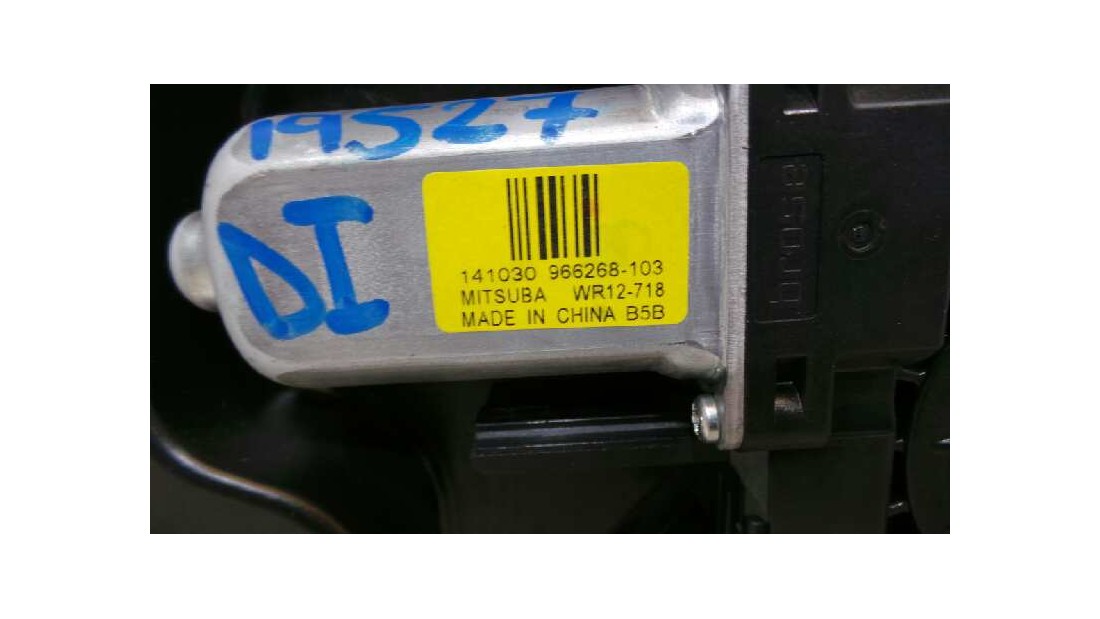 19527
DI
141030 966268-103
MITSUBA WR12-718
MADE IN CHINA B5B
brose